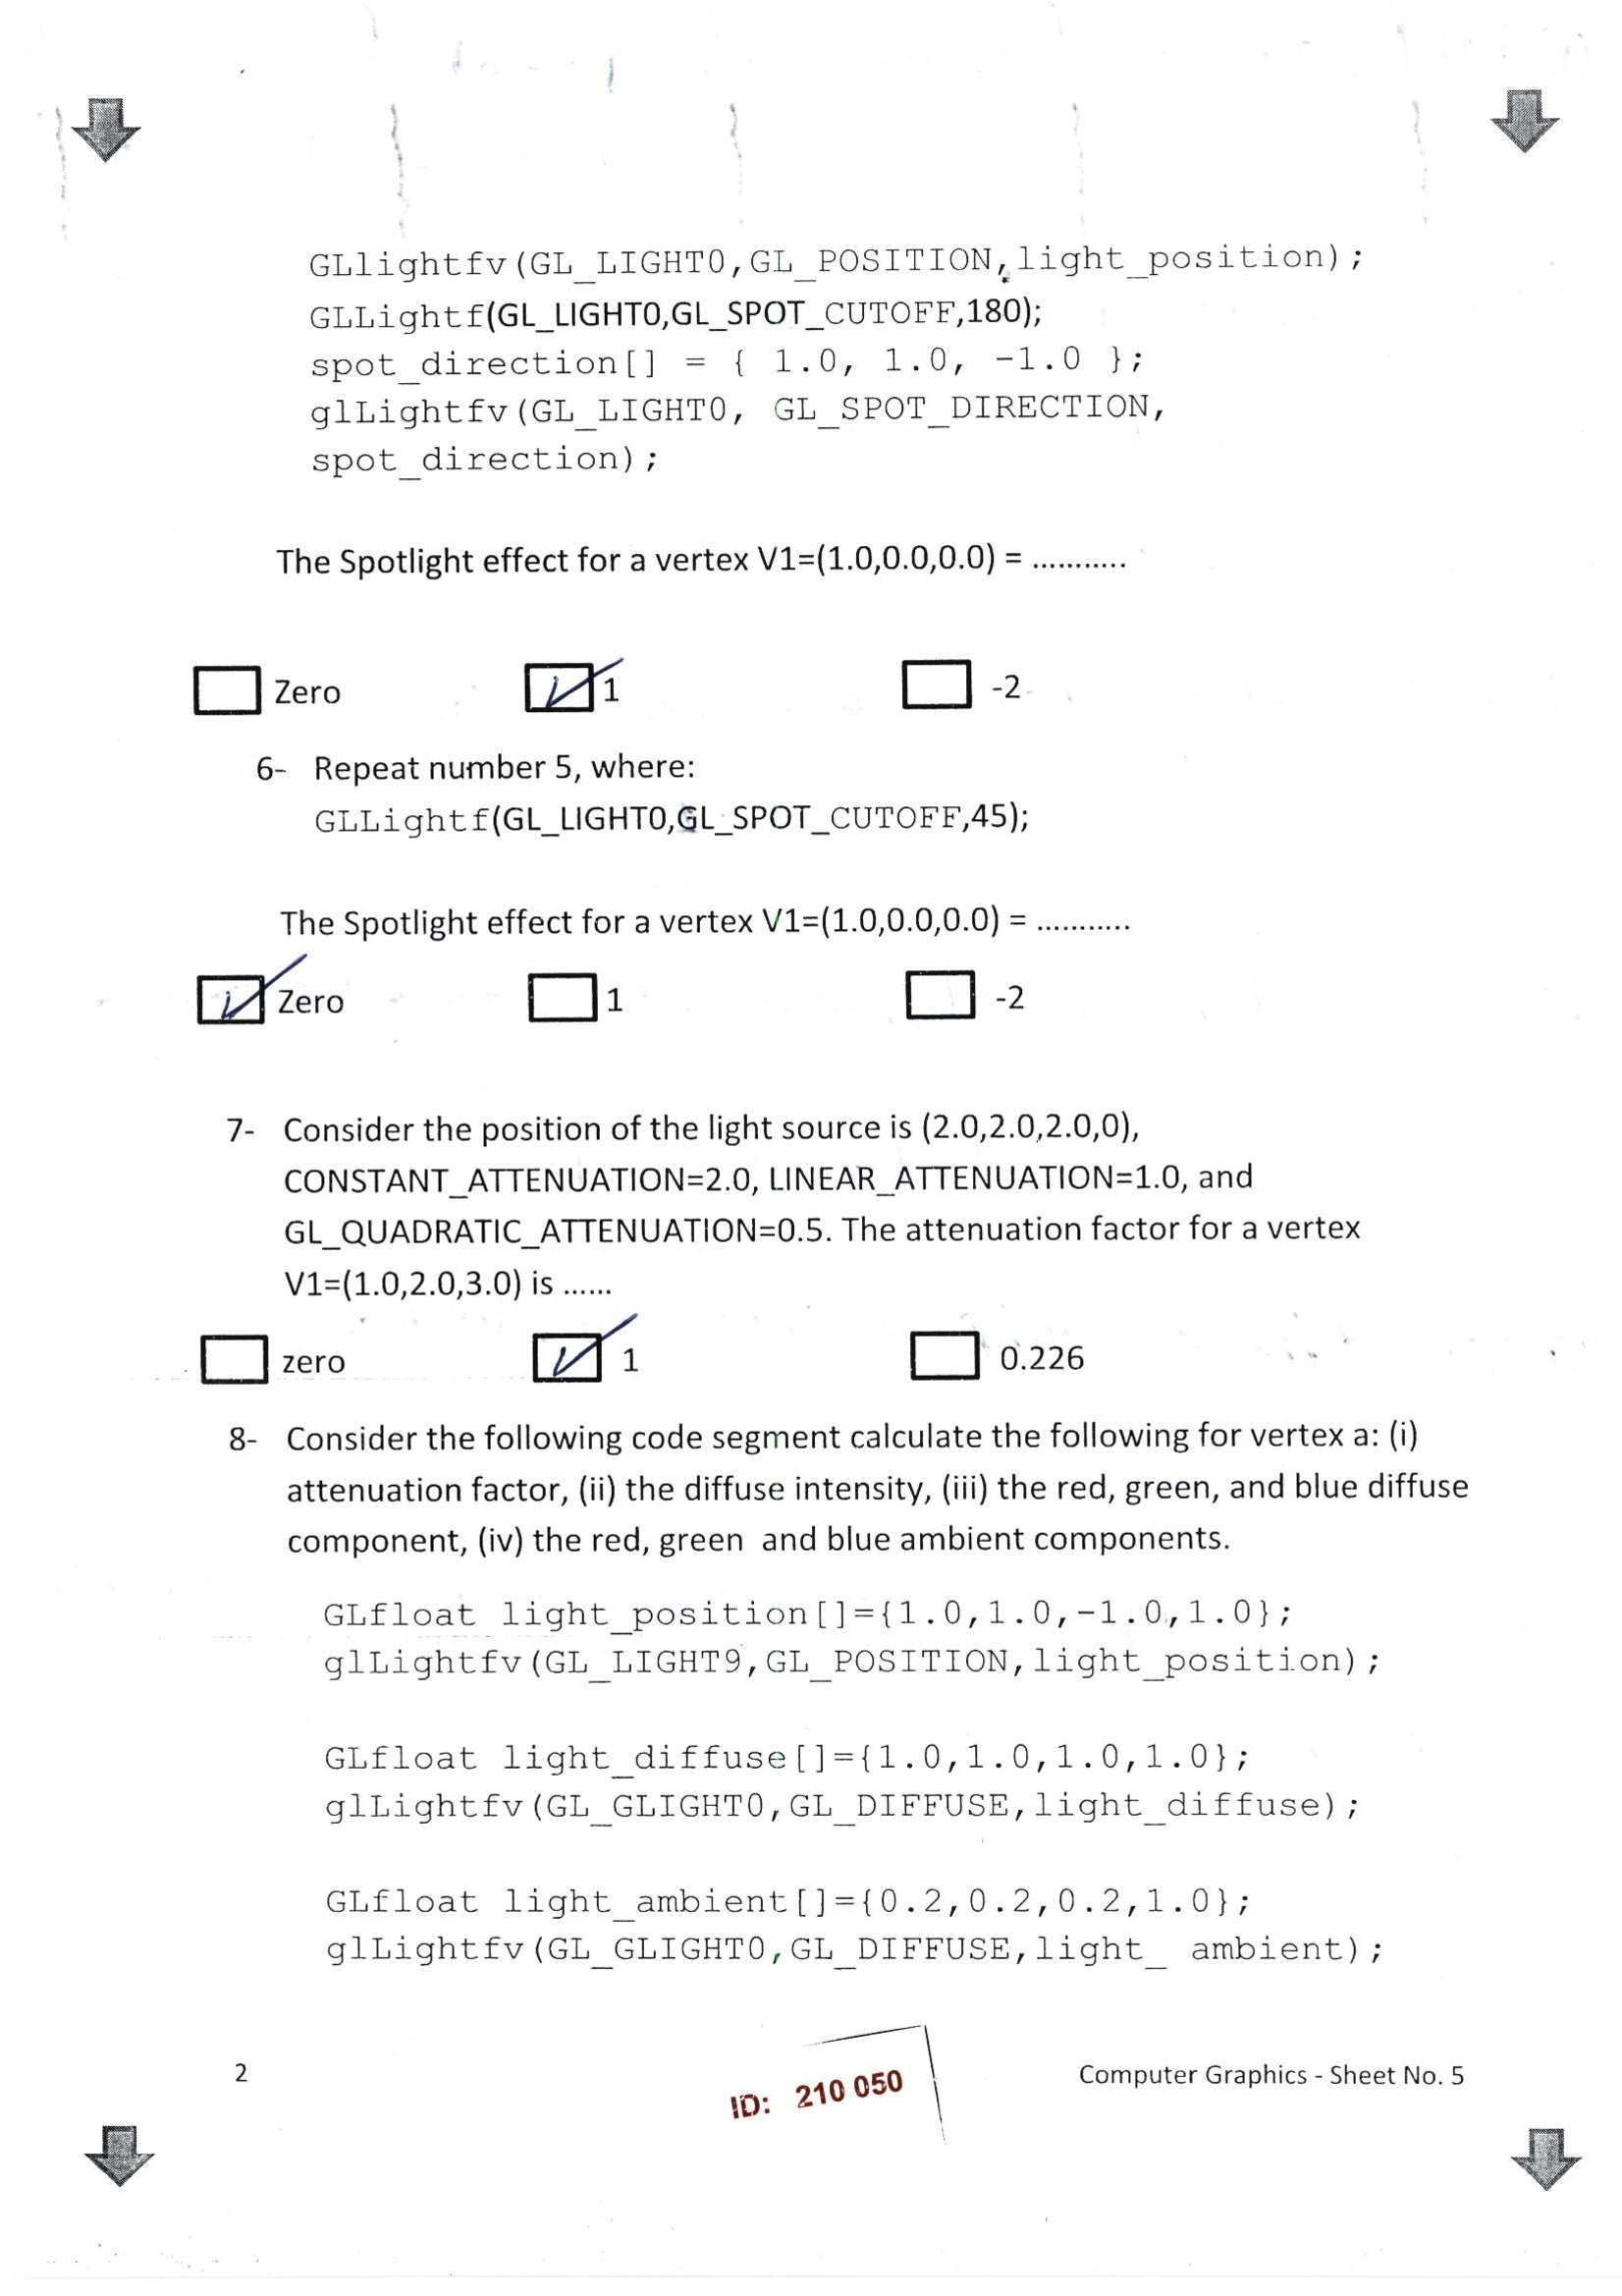 GLlightfv(GL_LIGHT0,GL_POSITION,light_position);
GLLightf(GL_LIGHT0,GL_SPOT_CUTOFF,180);
spot_direction[] = { 1.0, 1.0, -1.0 };
glLightfv(GL_LIGHT0, GL_SPOT_DIRECTION,
spot_direction);
The Spotlight effect for a vertex V1=(1.0,0.0,0.0) = ...........
Zero 1 -2
6- Repeat number 5, where:
GLLightf(GL_LIGHT0,GL_SPOT_CUTOFF,45);
The Spotlight effect for a vertex V1=(1.0,0.0,0.0) = ...........
Zero 1 -2
7- Consider the position of the light source is (2.0,2.0,2.0,0),
CONSTANT_ATTENUATION=2.0, LINEAR_ATTENUATION=1.0, and
GL_QUADRATIC_ATTENUATION=0.5. The attenuation factor for a vertex
V1=(1.0,2.0,3.0) is ......
zero 1 0.226
8- Consider the following code segment calculate the following for vertex a: (i)
attenuation factor, (ii) the diffuse intensity, (iii) the red, green, and blue diffuse
component, (iv) the red, green and blue ambient components.
GLfloat light_position[]={1.0,1.0,-1.0,1.0};
glLightfv(GL_LIGHT9,GL_POSITION,light_position);
GLfloat light_diffuse[]={1.0,1.0,1.0,1.0};
glLightfv(GL_GLIGHT0,GL_DIFFUSE,light_diffuse);
GLfloat light_ambient[]={0.2,0.2,0.2,1.0};
glLightfv(GL_GLIGHT0,GL_DIFFUSE,light_ ambient);
2 Computer Graphics - Sheet No. 5
ID: 210 050